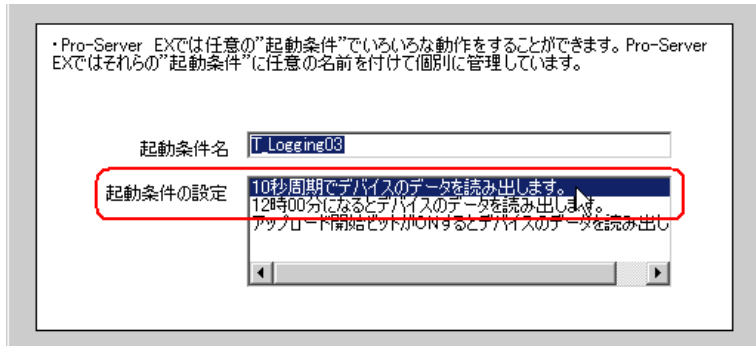 ・Pro-Server EXでは任意の”起動条件”でいろいろな動作をすることができます。Pro-Server
EXではそれらの”起動条件”に任意の名前を付けて個別に管理しています。
起動条件名 T_Logging03
起動条件の設定 10秒周期でデバイスのデータを読み出します。
12時00分になるとデバイスのデータを読み出します。
アップロード開始ビットがONするとデバイスのデータを読み出し